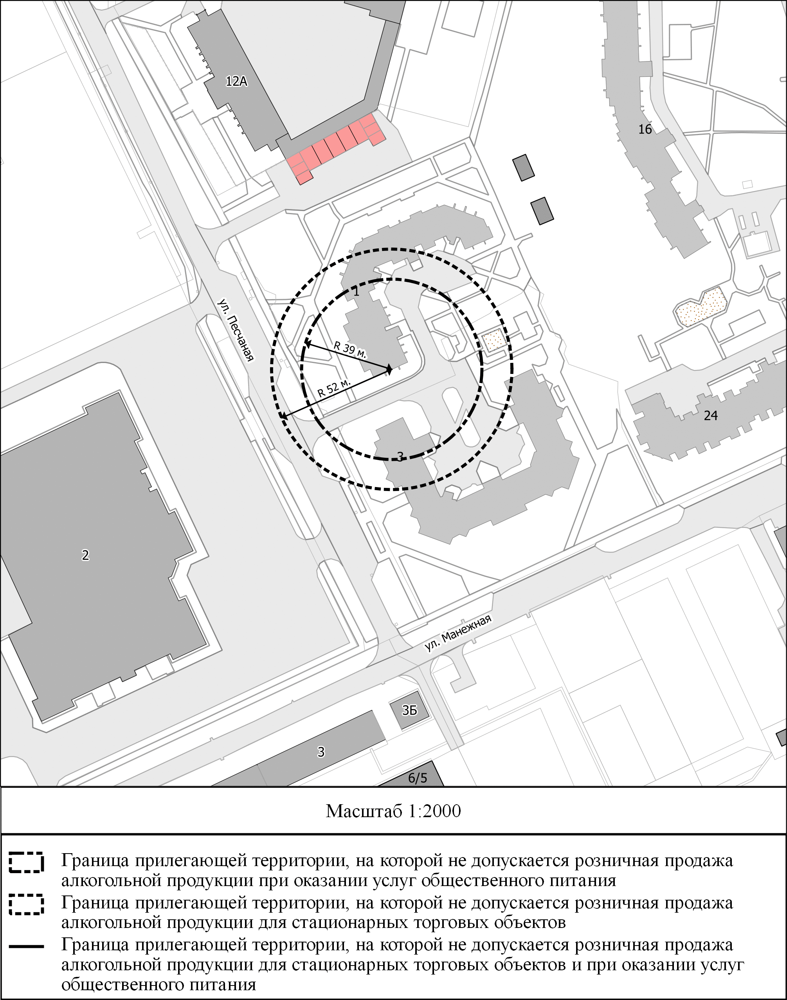 12А
16
1
ул. Песчаная
R 39 м.
R 52 м.
24
3
2
ул. Манежная
3Б
3
6/5
Масштаб 1:2000
Граница прилегающей территории, на которой не допускается розничная продажа
алкогольной продукции при оказании услуг общественного питания
Граница прилегающей территории, на которой не допускается розничная продажа
алкогольной продукции для стационарных торговых объектов
Граница прилегающей территории, на которой не допускается розничная продажа
алкогольной продукции для стационарных торговых объектов и при оказании услуг
общественного питания